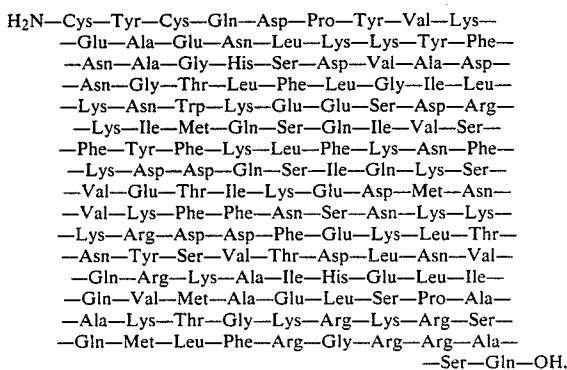 H₂N—Cys—Tyr—Cys—Gln—Asp—Pro—Tyr—Val—Lys—
—Glu—Ala—Glu—Asn—Leu—Lys—Lys—Tyr—Phe—
—Asn—Ala—Gly—His—Ser—Asp—Val—Ala—Asp—
—Asn—Gly—Thr—Leu—Phe—Leu—Gly—Ile—Leu—
—Lys—Asn—Trp—Lys—Glu—Glu—Ser—Asp—Arg—
—Lys—Ile—Met—Gln—Ser—Gln—Ile—Val—Ser—
—Phe—Tyr—Phe—Lys—Leu—Phe—Lys—Asn—Phe—
—Lys—Asp—Asp—Gln—Ser—Ile—Gln—Lys—Ser—
—Val—Glu—Thr—Ile—Lys—Glu—Asp—Met—Asn—
—Val—Lys—Phe—Phe—Asn—Ser—Asn—Lys—Lys—
—Lys—Arg—Asp—Asp—Phe—Glu—Lys—Leu—Thr—
—Asn—Tyr—Ser—Val—Thr—Asp—Leu—Asn—Val—
—Gln—Arg—Lys—Ala—Ile—His—Glu—Leu—Ile—
—Gln—Val—Met—Ala—Glu—Leu—Ser—Pro—Ala—
—Ala—Lys—Thr—Gly—Lys—Arg—Lys—Arg—Ser—
—Gln—Met—Leu—Phe—Arg—Gly—Arg—Arg—Ala—
—Ser—Gln—OH.